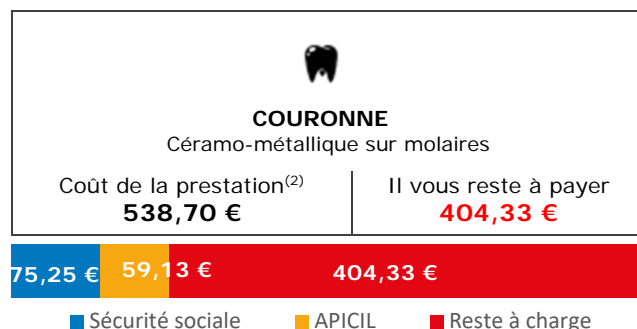 COURONNE
Céramo-métallique sur molaires
Coût de la prestation(2)
538,70 €
Il vous reste à payer
404,33 €
75,25 € 59,13 € 404,33 €
Sécurité sociale APICIL Reste à charge